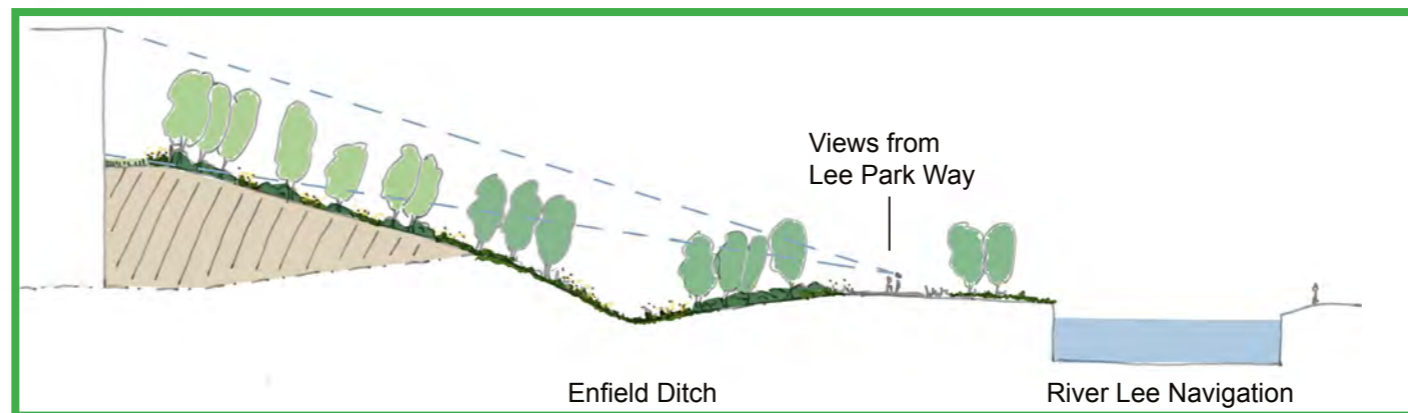 Views from
Lee Park Way
Enfield Ditch
River Lee Navigation